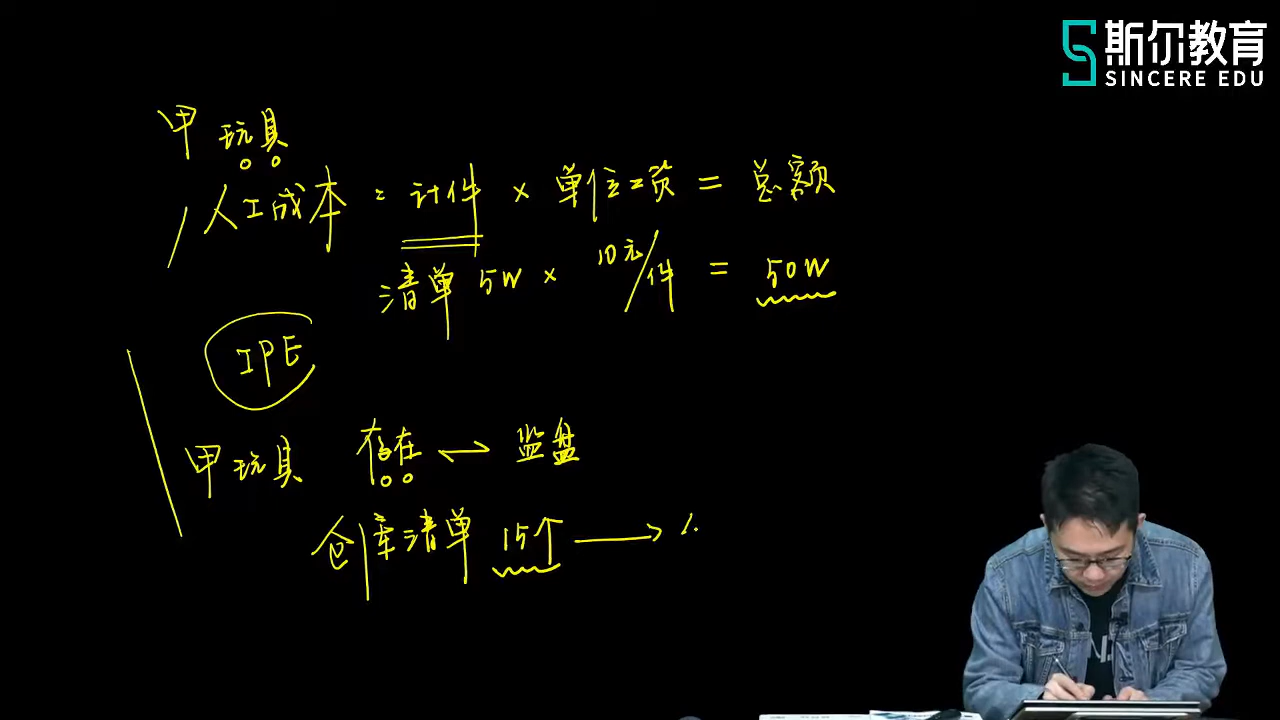 斯尔教育
SINCERE EDU
甲 玩具
人工成本 = 计件 × 单位工资 = 总额
清单 5W × 10元/件 = 50W
IPE
甲 玩具 存在 监盘
仓库清单 15个